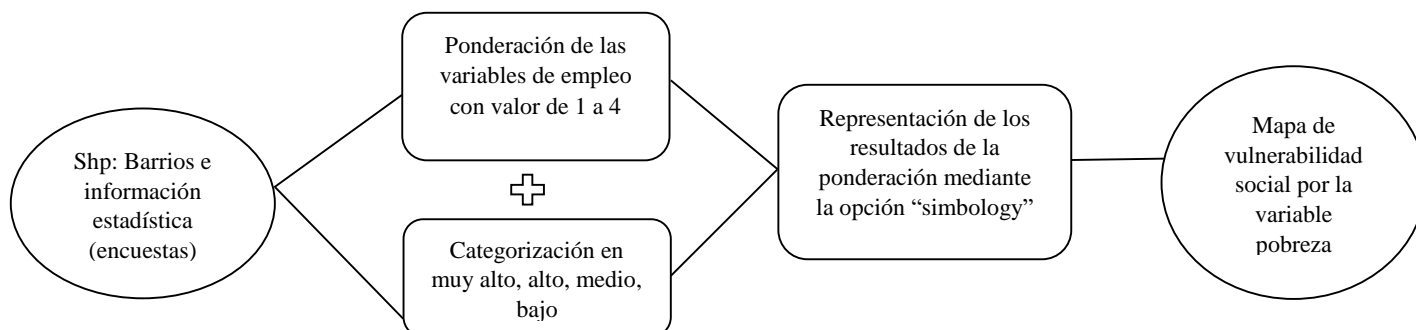 Shp: Barrios e
información
estadística
(encuestas)
Ponderación de las
variables de empleo
con valor de 1 a 4
Categorización en
muy alto, alto, medio,
bajo
Representación de los
resultados de la
ponderación mediante
la opción “simbology”
Mapa de
vulnerabilidad
social por la
variable
pobreza